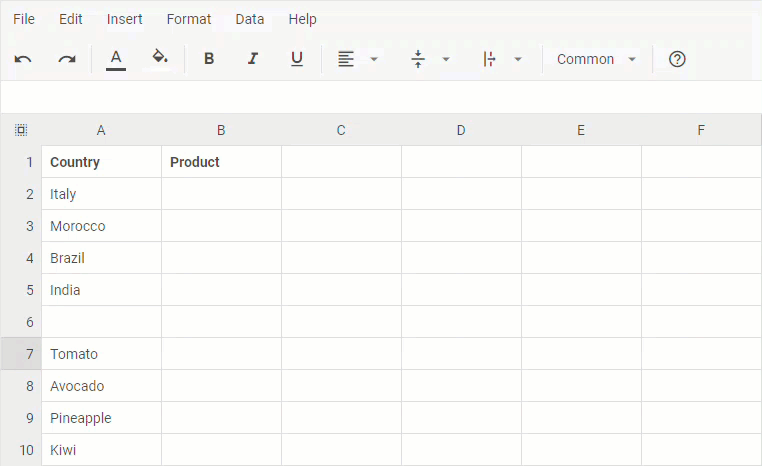 File Edit Insert Format Data Help
A B I U Common
A B C D E F
1 Country Product
2 Italy
3 Morocco
4 Brazil
5 India
6
7 Tomato
8 Avocado
9 Pineapple
10 Kiwi